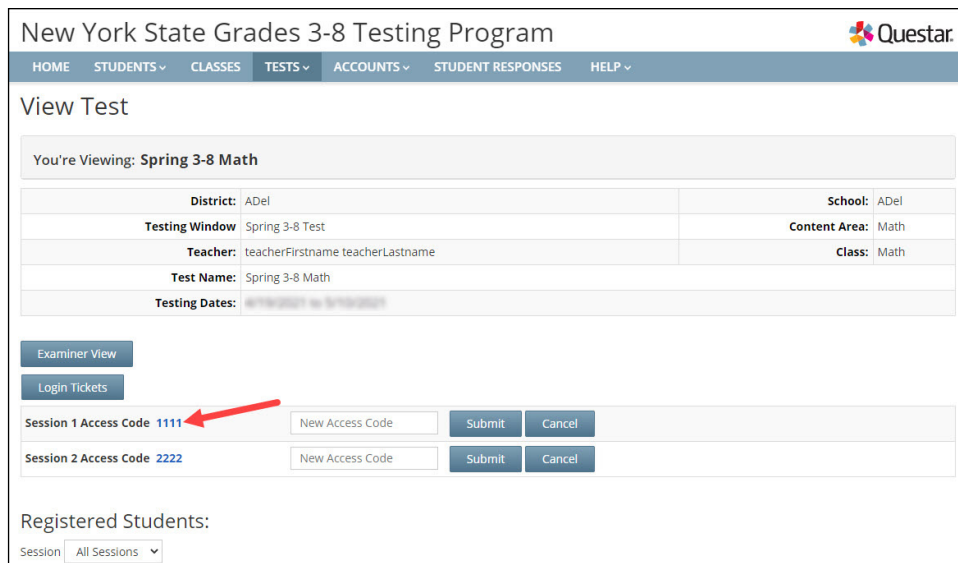 New York State Grades 3-8 Testing Program
Questar
HOME STUDENTS CLASSES TESTS ACCOUNTS STUDENT RESPONSES HELP
View Test
You're Viewing: Spring 3-8 Math
District: ADel School: ADel
Testing Window Spring 3-8 Test Content Area: Math
Teacher: teacherFirstname teacherLastname Class: Math
Test Name: Spring 3-8 Math
Testing Dates:
Examiner View
Login Tickets
Session 1 Access Code 1111 New Access Code Submit Cancel
Session 2 Access Code 2222 New Access Code Submit Cancel
Registered Students:
Session All Sessions